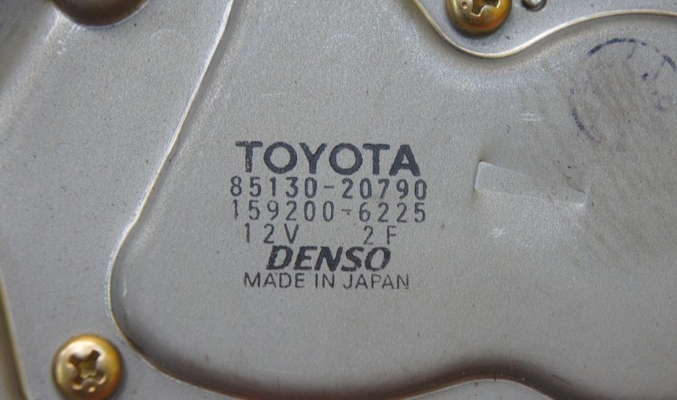 TOYOTA
85130-20790
159200-6225
12V 2F
DENSO
MADE IN JAPAN